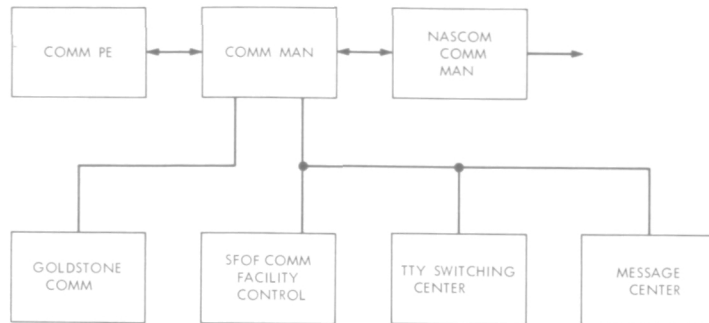 COMM PE
COMM MAN
NASCOM
COMM
MAN
GOLDSTONE
COMM
SFOF COMM
FACILITY
CONTROL
TTY SWITCHING
CENTER
MESSAGE
CENTER